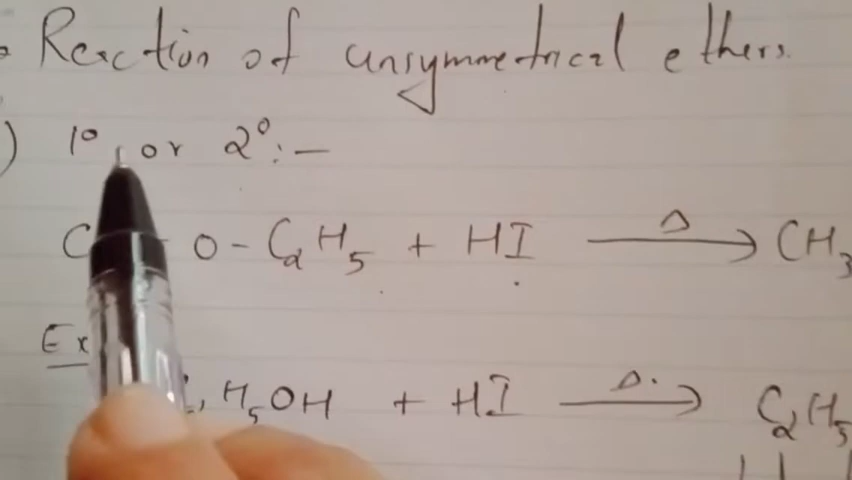 Reaction of unsymmetrical ethers.
) 1° or 2° :-
C O - C₂H₅ + HI →Δ CH₃
Ex
H₅OH + HI →Δ. C₂H₅